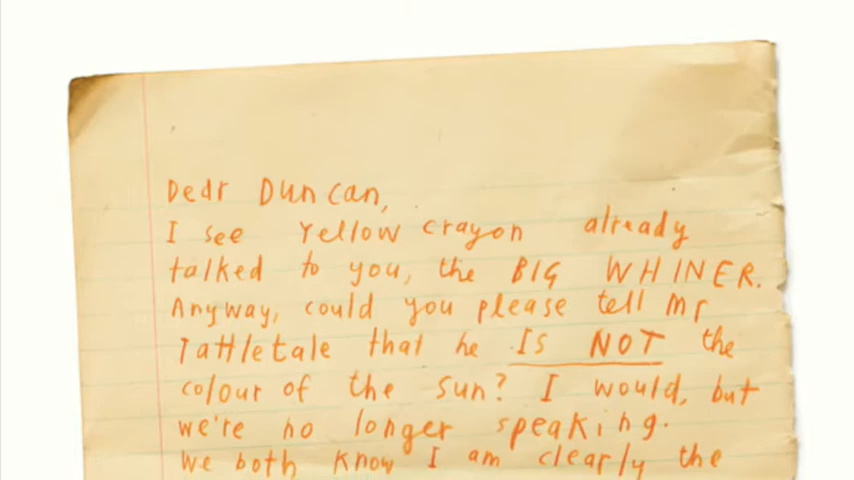 Dear Duncan,
I see Yellow crayon already
talked to you, the BIG WHINER.
Anyway, could you please tell Mr
Tattletale that he IS NOT the
colour of the sun? I would, but
we're no longer speaking.
We both know I am clearly the